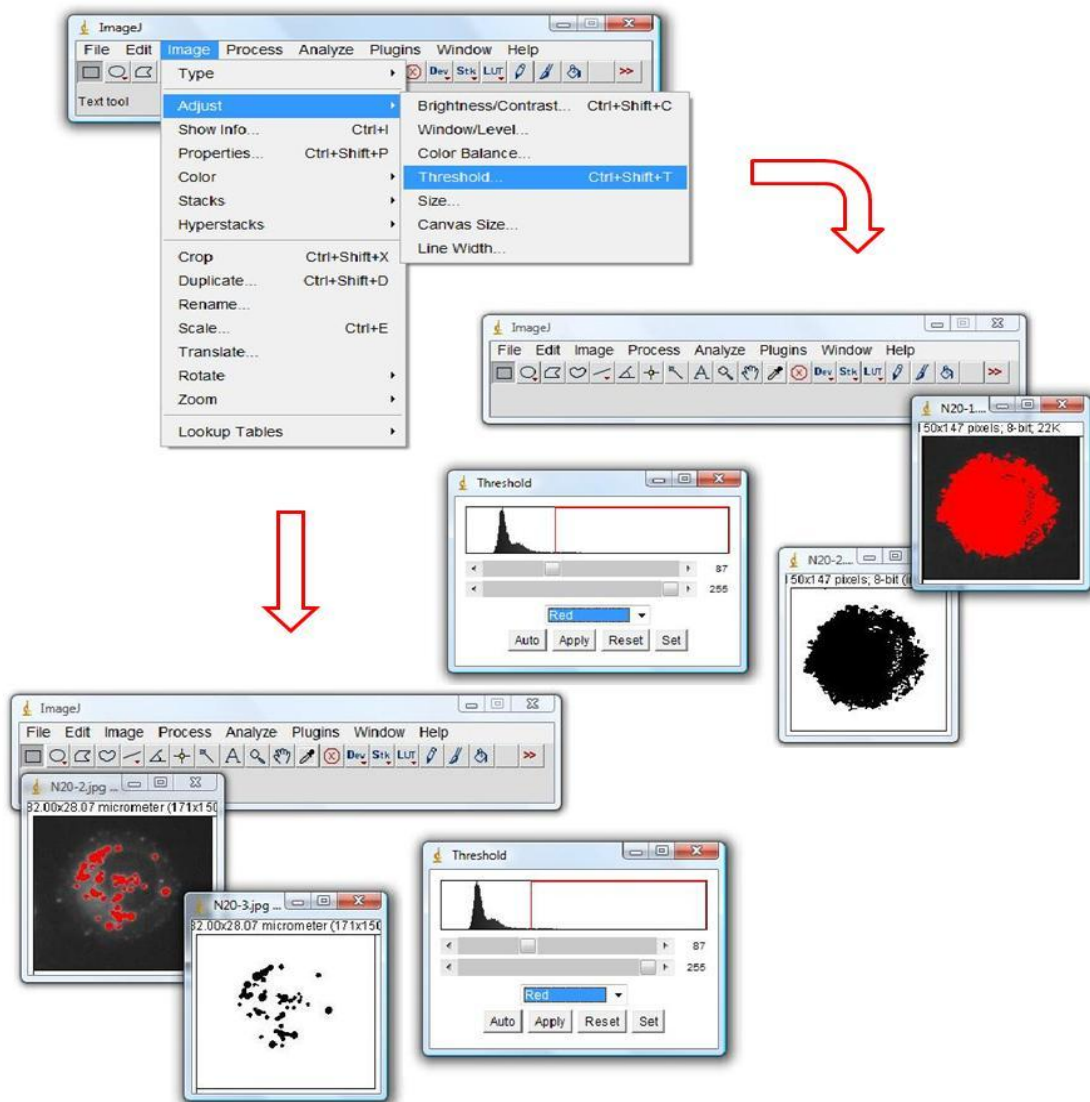 ImageJ
File Edit Image Process Analyze Plugins Window Help
Dev Stk LUT >>
Text tool
Type
Adjust
Show Info... Ctrl+I
Properties... Ctrl+Shift+P
Color
Stacks
Hyperstacks
Crop Ctrl+Shift+X
Duplicate... Ctrl+Shift+D
Rename...
Scale... Ctrl+E
Translate...
Rotate
Zoom
Lookup Tables
Brightness/Contrast... Ctrl+Shift+C
Window/Level...
Color Balance...
Threshold... Ctrl+Shift+T
Size...
Canvas Size...
Line Width...
ImageJ
File Edit Image Process Analyze Plugins Window Help
A Dev Stk LUT >>
N20-1....
150x147 pixels; 8-bit; 22K
Threshold
87
255
Red
Auto Apply Reset Set
N20-2....
150x147 pixels; 8-bit (in
ImageJ
File Edit Image Process Analyze Plugins Window Help
A Dev Stk LUT >>
N20-2.jpg ...
32.00x28.07 micrometer (171x150
N20-3.jpg ...
32.00x28.07 micrometer (171x150
Threshold
87
255
Red
Auto Apply Reset Set